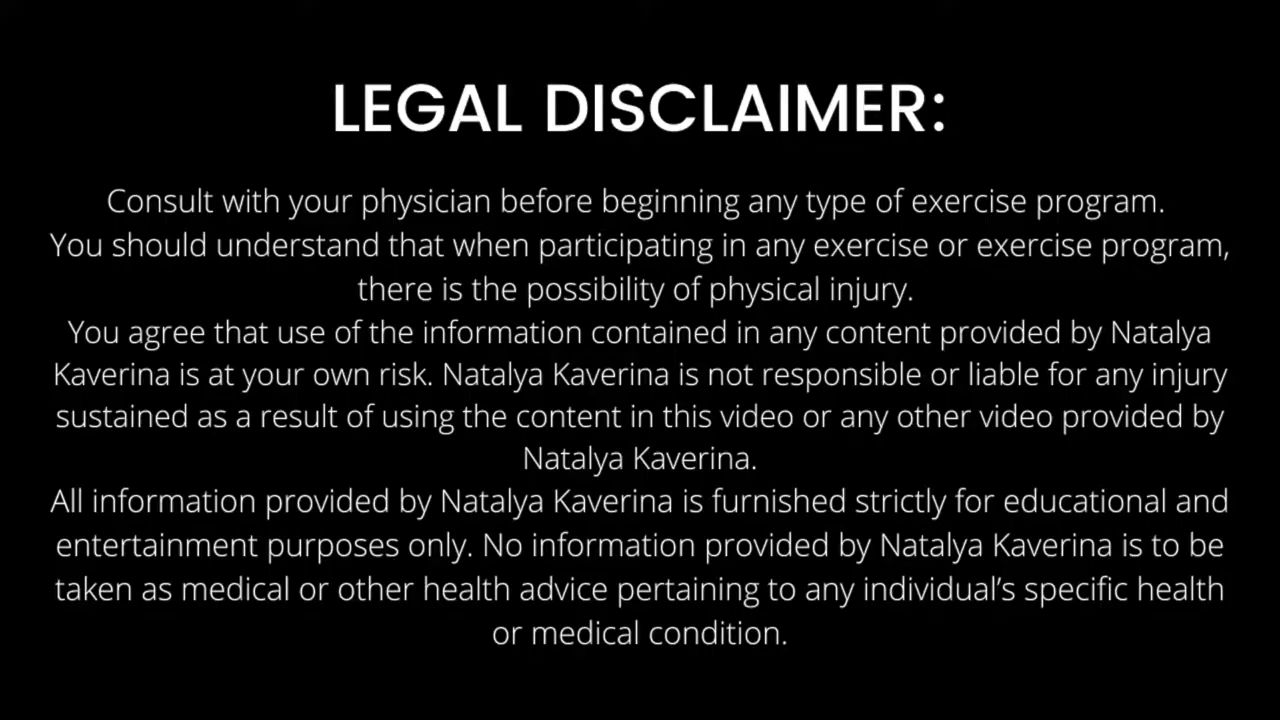 LEGAL DISCLAIMER:
Consult with your physician before beginning any type of exercise program.
You should understand that when participating in any exercise or exercise program,
there is the possibility of physical injury.
You agree that use of the information contained in any content provided by Natalya
Kaverina is at your own risk. Natalya Kaverina is not responsible or liable for any injury
sustained as a result of using the content in this video or any other video provided by
Natalya Kaverina.
All information provided by Natalya Kaverina is furnished strictly for educational and
entertainment purposes only. No information provided by Natalya Kaverina is to be
taken as medical or other health advice pertaining to any individual’s specific health
or medical condition.